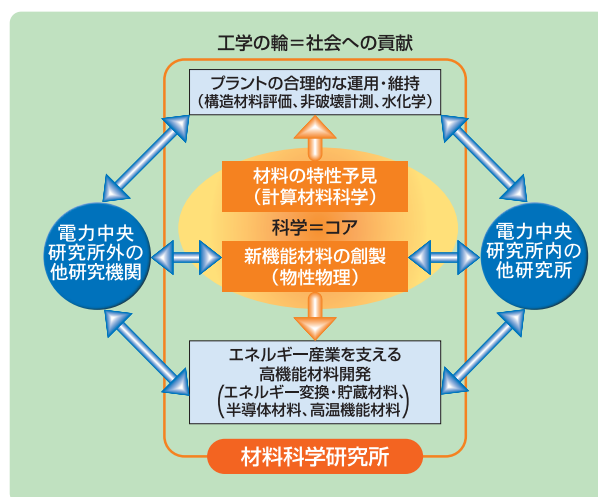 工学の輪＝社会への貢献
プラントの合理的な運用・維持
（構造材料評価、非破壊計測、水化学）
材料の特性予見
（計算材料科学）
科学＝コア
電力中央
研究所外の
他研究機関
新機能材料の創製
（物性物理）
電力中央
研究所内の
他研究所
エネルギー産業を支える
高機能材料開発
（エネルギー変換・貯蔵材料、
半導体材料、高温機能材料）
材料科学研究所